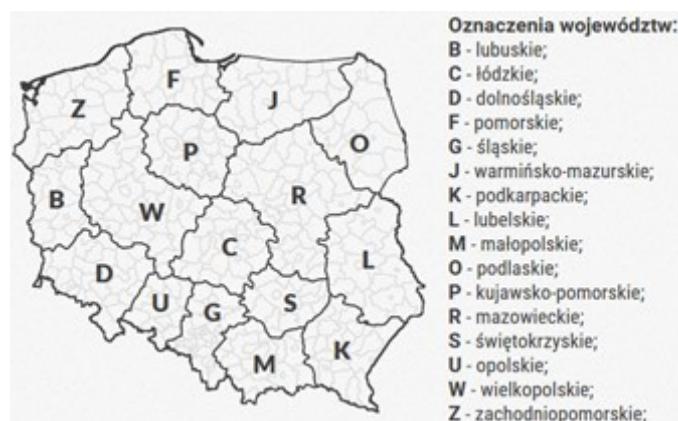 Z
F
J
O
P
B
W
R
C
L
D
U
G
S
M
K
Oznaczenia województw:
B - lubuskie;
C - łódzkie;
D - dolnośląskie;
F - pomorskie;
G - śląskie;
J - warmińsko-mazurskie;
K - podkarpackie;
L - lubelskie;
M - małopolskie;
O - podlaskie;
P - kujawsko-pomorskie;
R - mazowieckie;
S - świętokrzyskie;
U - opolskie;
W - wielkopolskie;
Z - zachodniopomorskie;